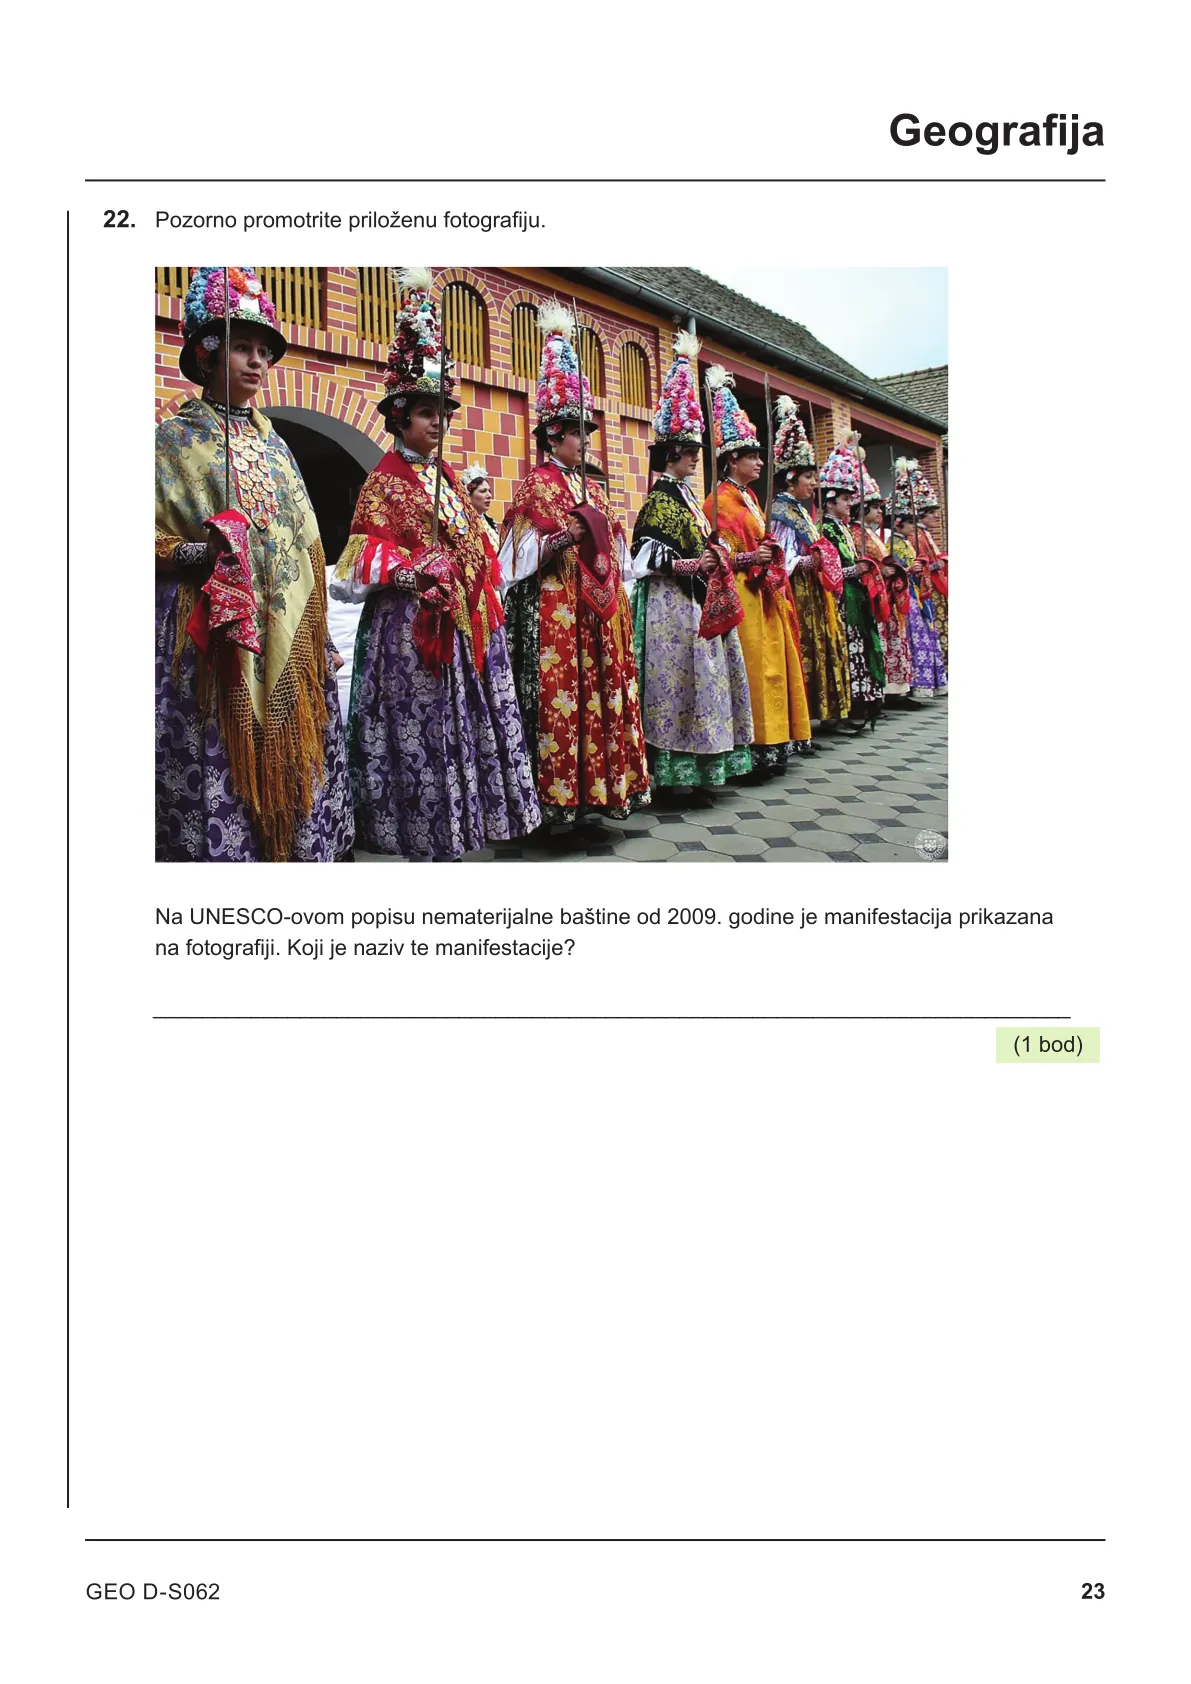 Geografija
22. Pozorno promotrite priloženu fotografiju.
Na UNESCO-ovom popisu nematerijalne baštine od 2009. godine je manifestacija prikazana
na fotografiji. Koji je naziv te manifestacije?
(1 bod)
GEO D-S062
23